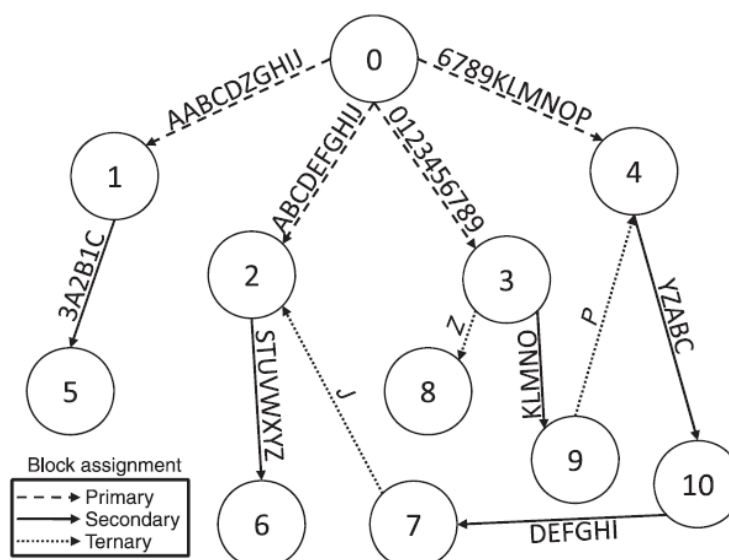 0
AABCDZGHIJ
ABCDEFGHIJ
0123456789
6789KLMNOP
1
4
3A2B1C
2
3
YZABC
STUVWXYZ
J
Z
KLMNO
P
5
8
9
10
6
7
DEFGHI
Block assignment
Primary
Secondary
Ternary